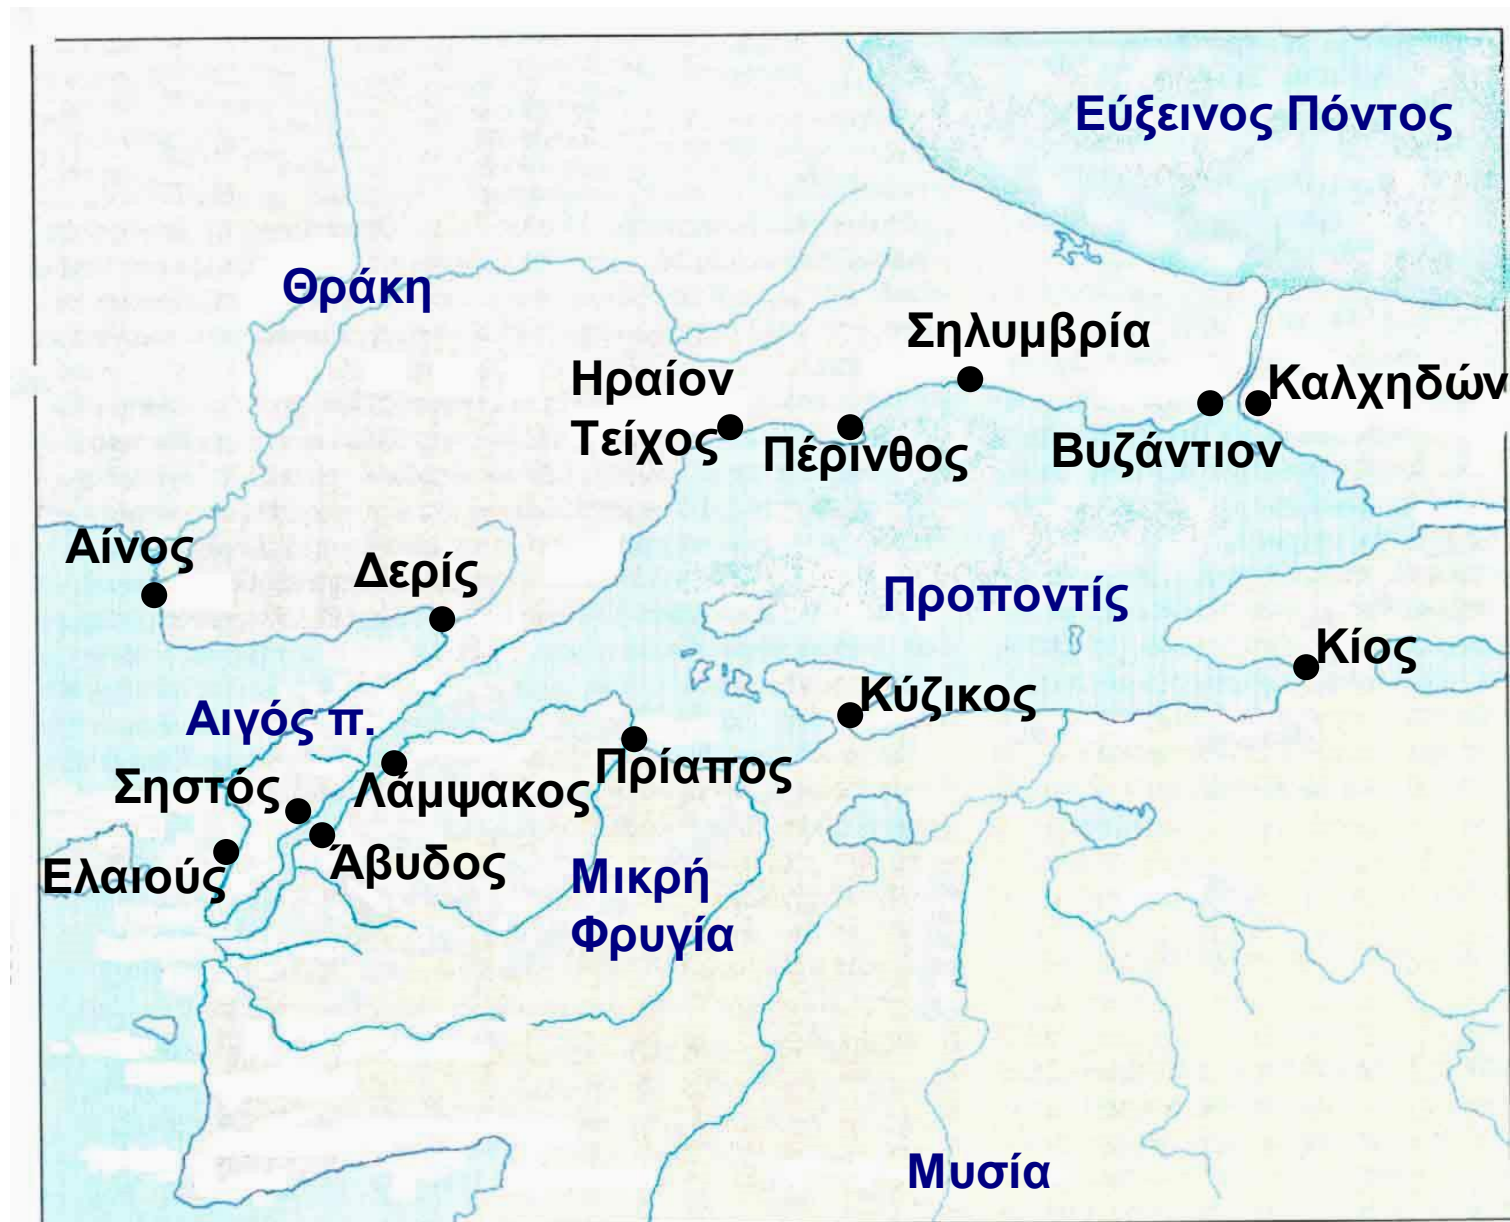 Εύξεινος Πόντος
Θράκη
Σηλυμβρία
Ηραίον
Τείχος
Καλχηδών
Πέρινθος
Βυζάντιον
Αίνος
Δερίς
Προποντίς
Κίος
Κύζικος
Αιγός π.
Πρίαπος
Σηστός
Λάμψακος
Ελαιούς
Άβυδος
Μικρή
Φρυγία
Μυσία